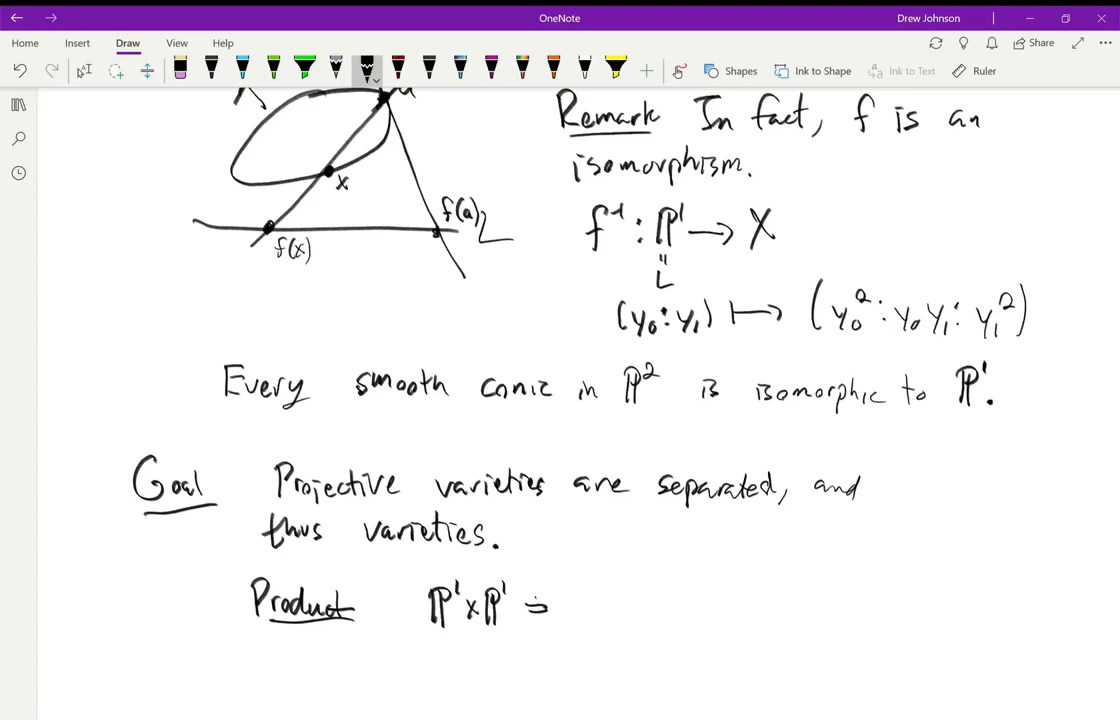 OneNote
Drew Johnson
Home Insert Draw View Help
Share
Shapes Ink to Shape Ink to Text Ruler
Remark In fact, f is an
isomorphism.
x
f(a)
L
f(x)
f⁻¹ : ℙ¹ → X
"
L
(y₀ : y₁) ↦ (y₀² : y₀y₁ : y₁²)
Every smooth conic in ℙ² is isomorphic to ℙ¹.
Goal Projective varieties are separated, and
thus varieties.
Product ℙ¹ × ℙ¹